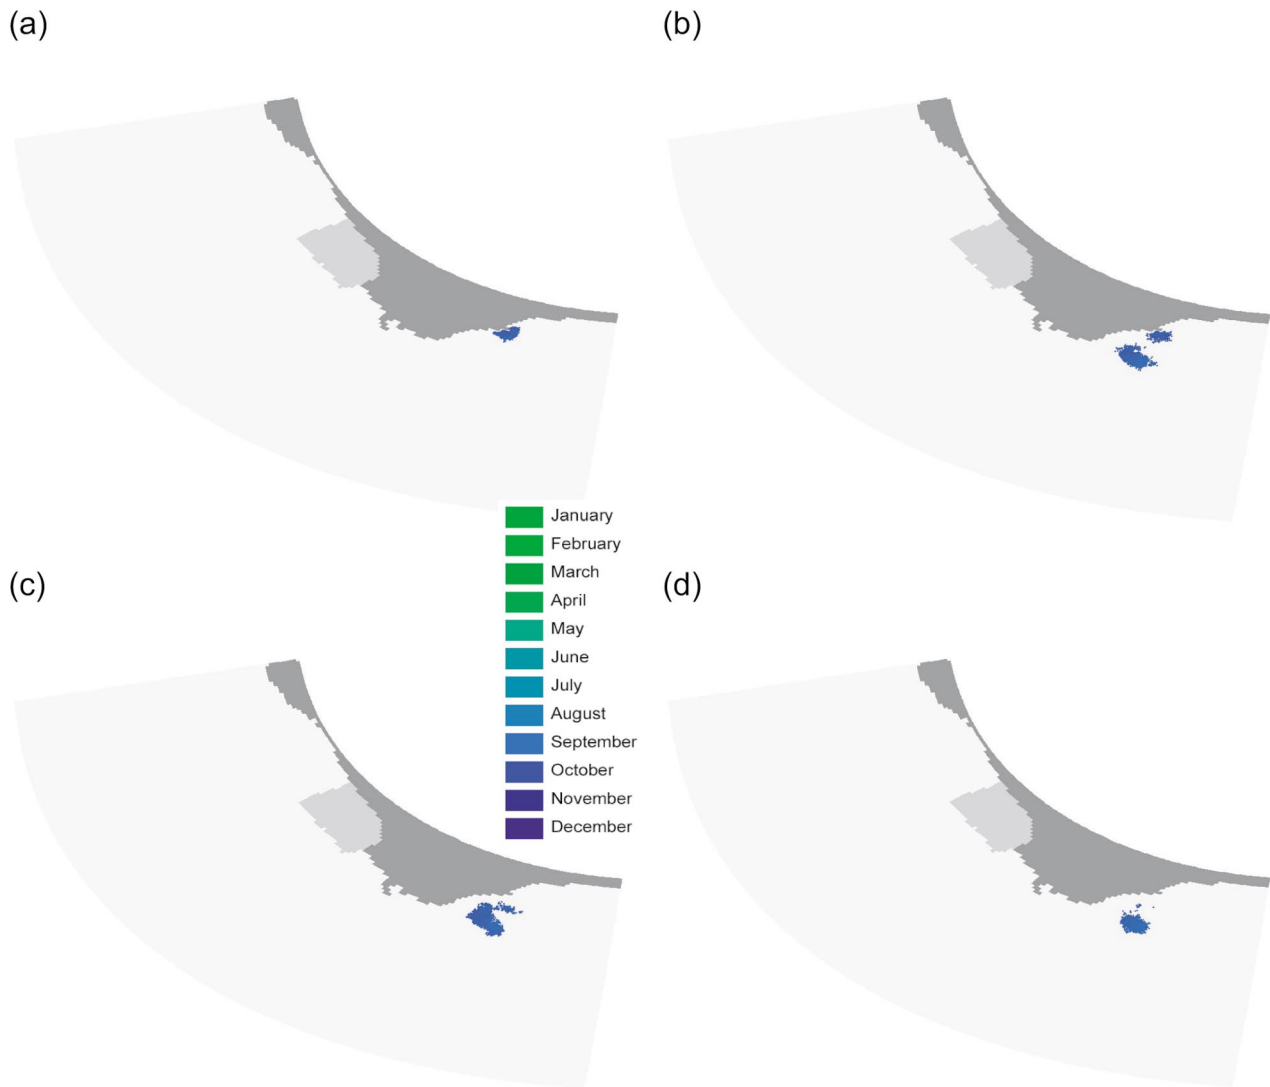 (a)
(b)
January
February
March
April
May
June
July
August
September
October
November
December
(c)
(d)